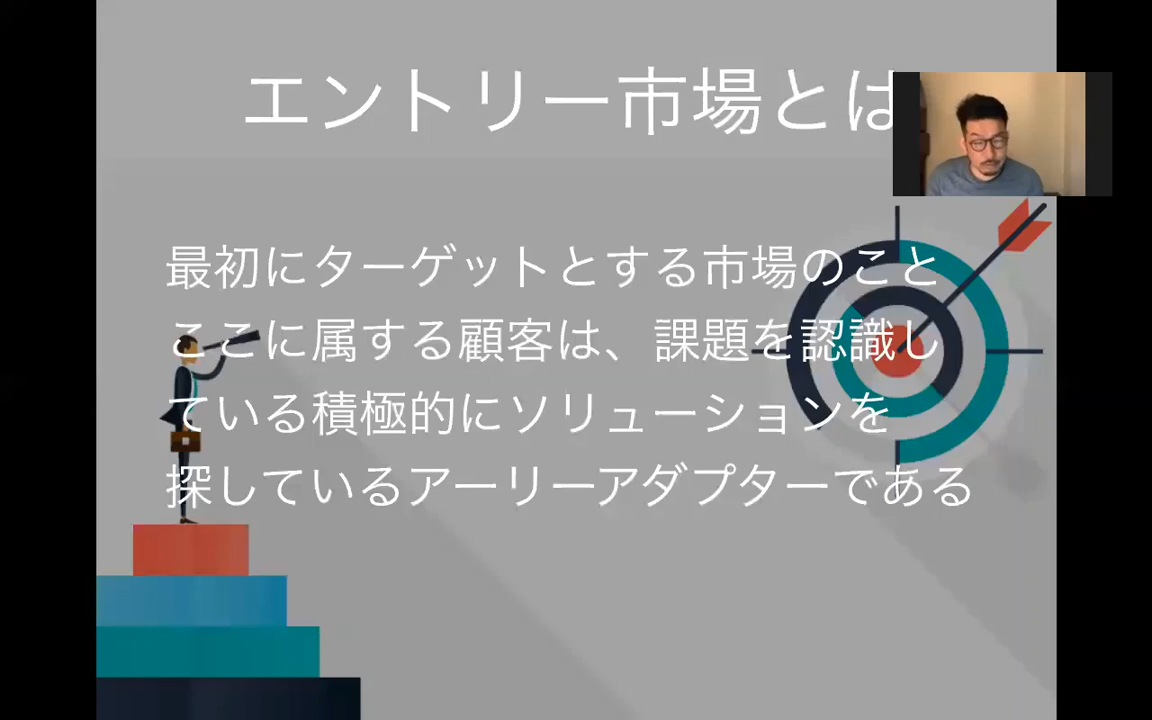 エントリー市場とは
最初にターゲットとする市場のこと
ここに属する顧客は、課題を認識し
ている積極的にソリューションを
探しているアーリーアダプターである